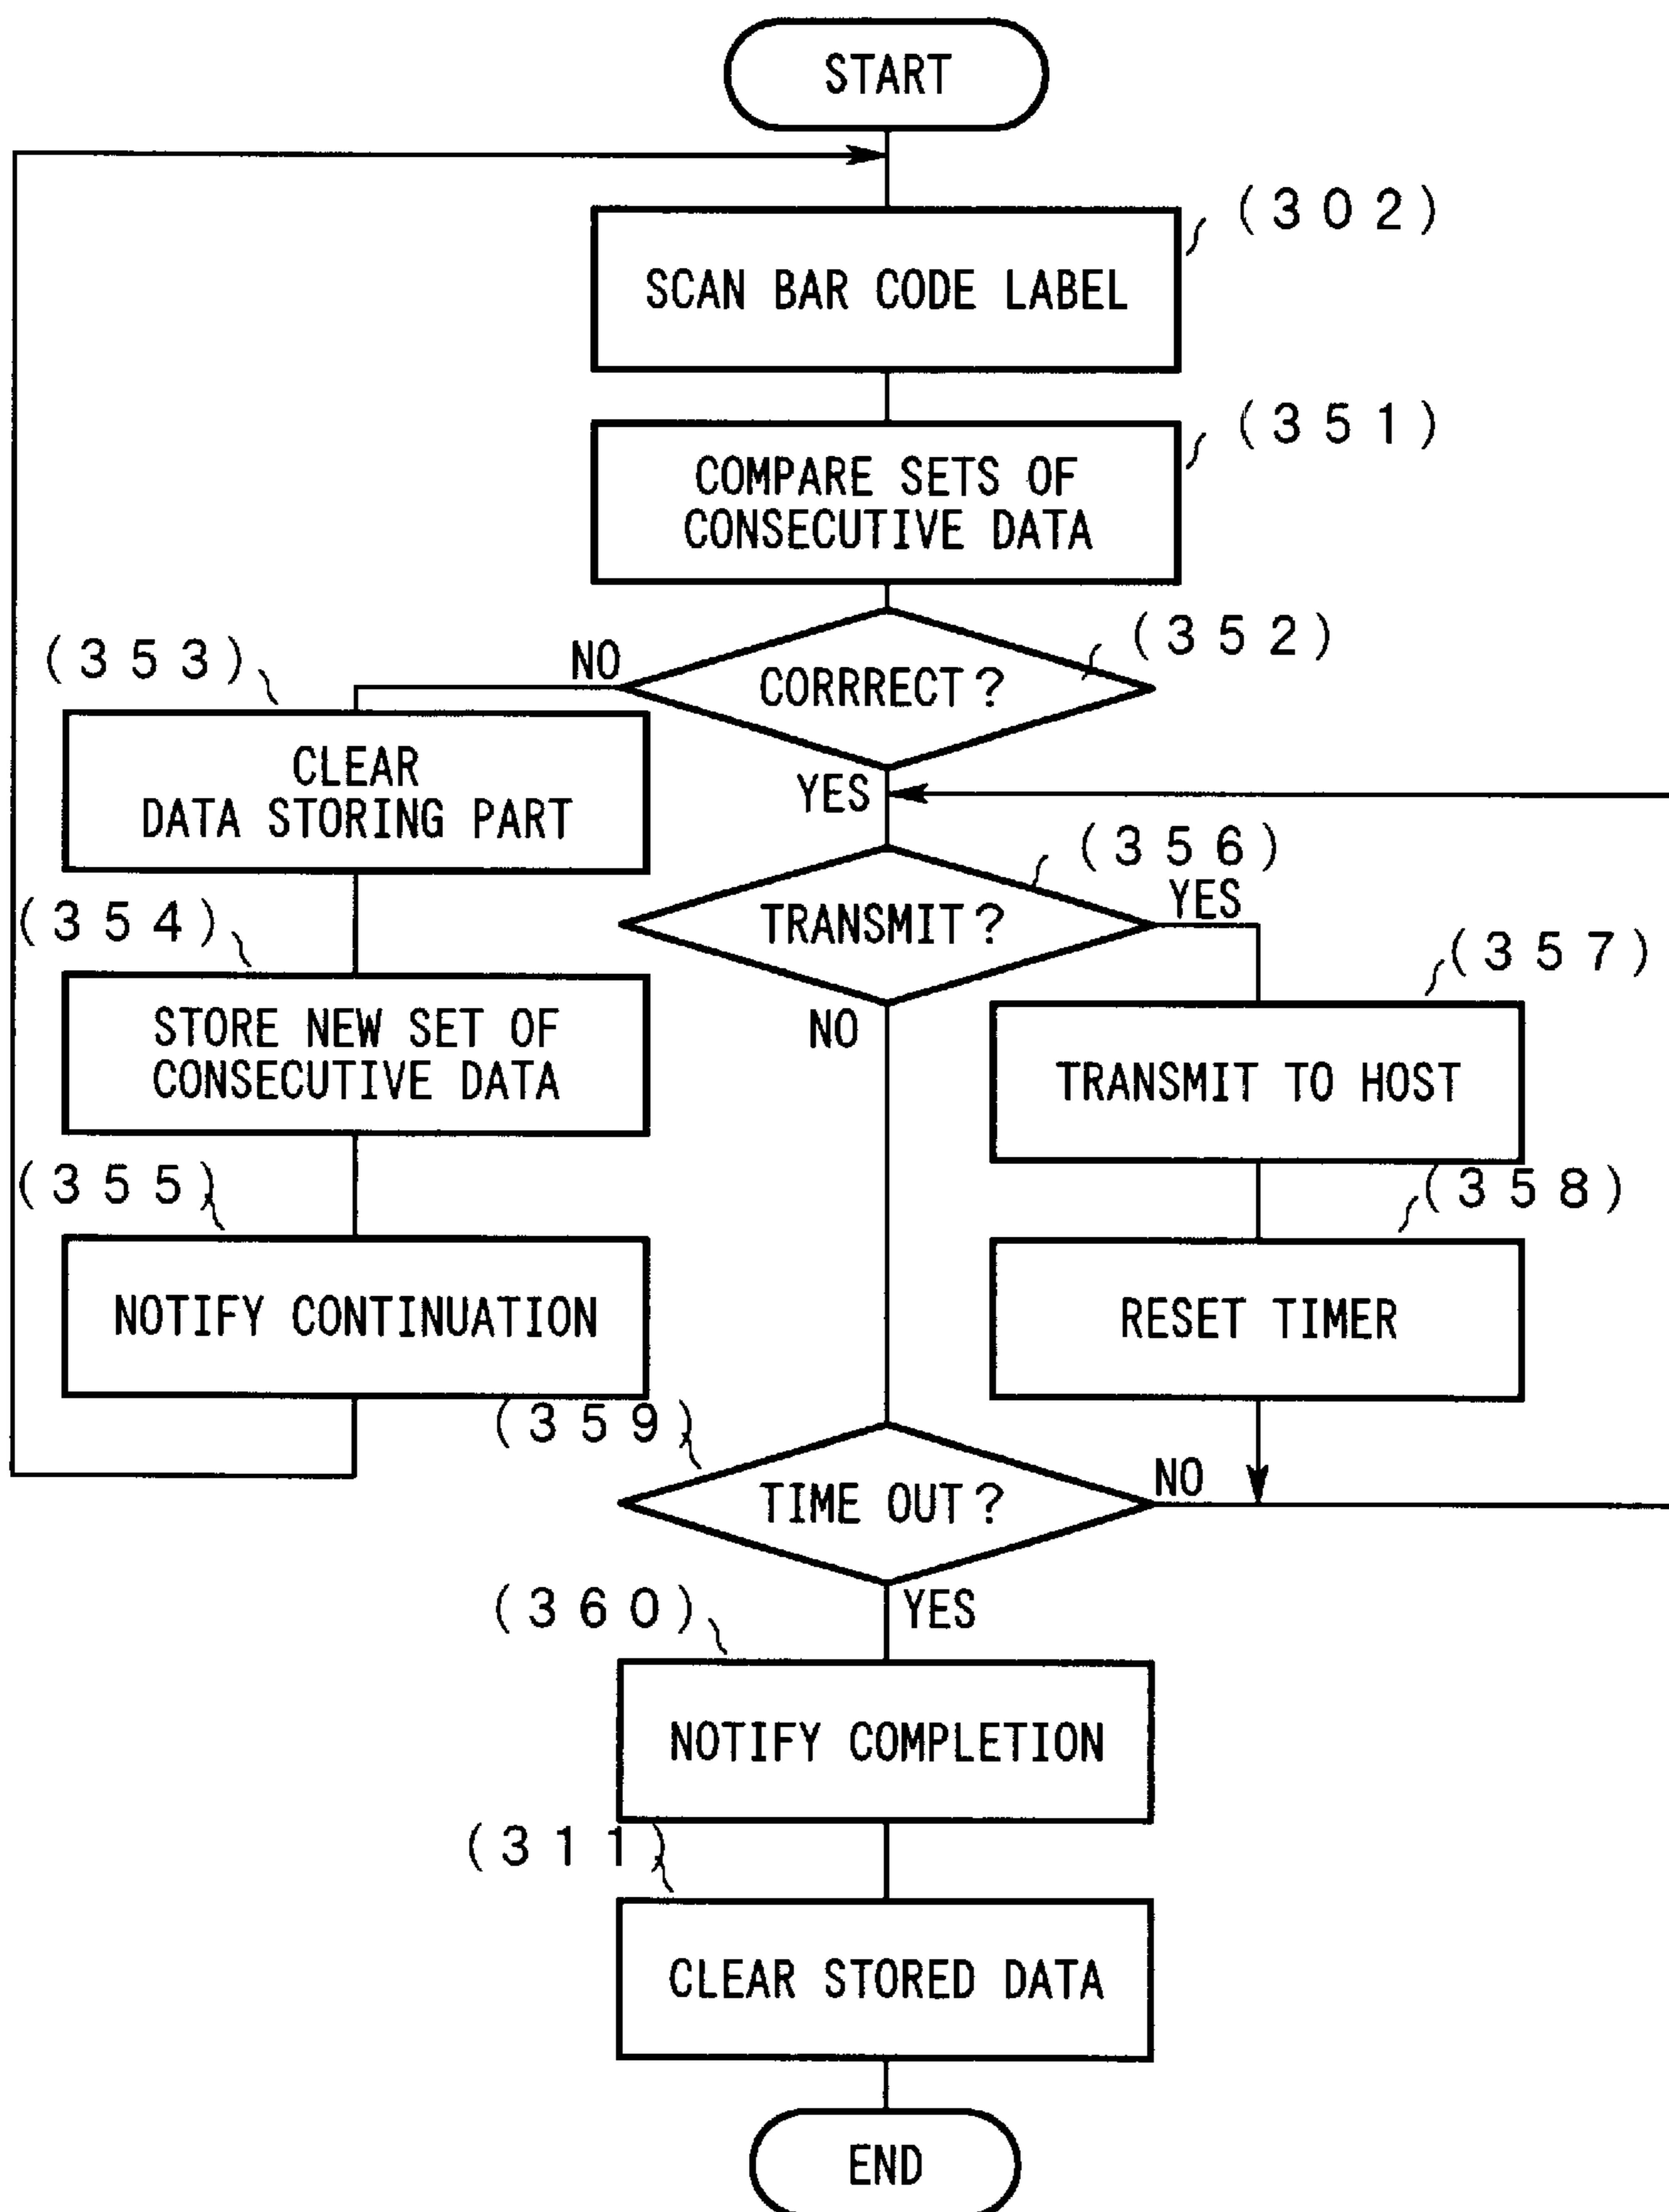 START
(302)
SCAN BAR CODE LABEL
(351)
COMPARE SETS OF
CONSECUTIVE DATA
(352)
CORRRECT?
NO
YES
(353)
CLEAR
DATA STORING PART
(354)
STORE NEW SET OF
CONSECUTIVE DATA
(355)
NOTIFY CONTINUATION
(356)
TRANSMIT?
YES
NO
(357)
TRANSMIT TO HOST
(358)
RESET TIMER
(359)
TIME OUT?
NO
YES
(360)
NOTIFY COMPLETION
(311)
CLEAR STORED DATA
END